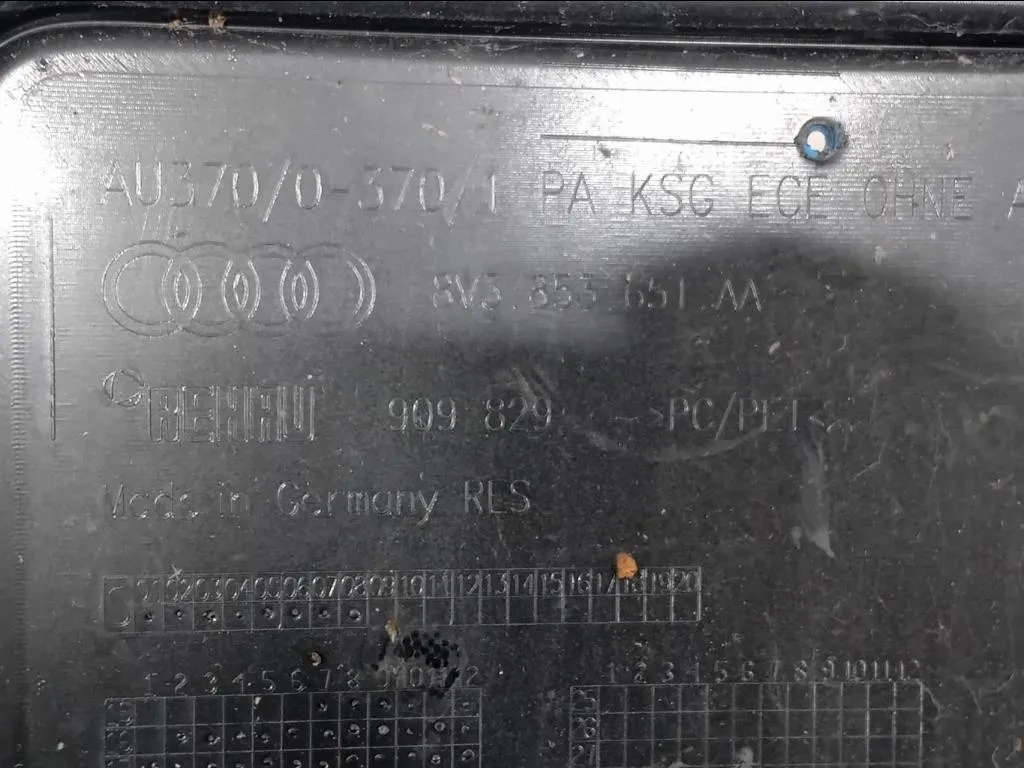 AU370/0-370/1 PA KSG ECE OHNE A
8V3 853 651 AA
REHAU 909 829 >PC/PET<
Made in Germany RES
01 02 03 04 05 06 07 08 09 10 11 12 13 14 15 16 17 18 19 20
1 2 3 4 5 6 7 8 9 10 11 12
1 2 3 4 5 6 7 8 9 10 11 12
21